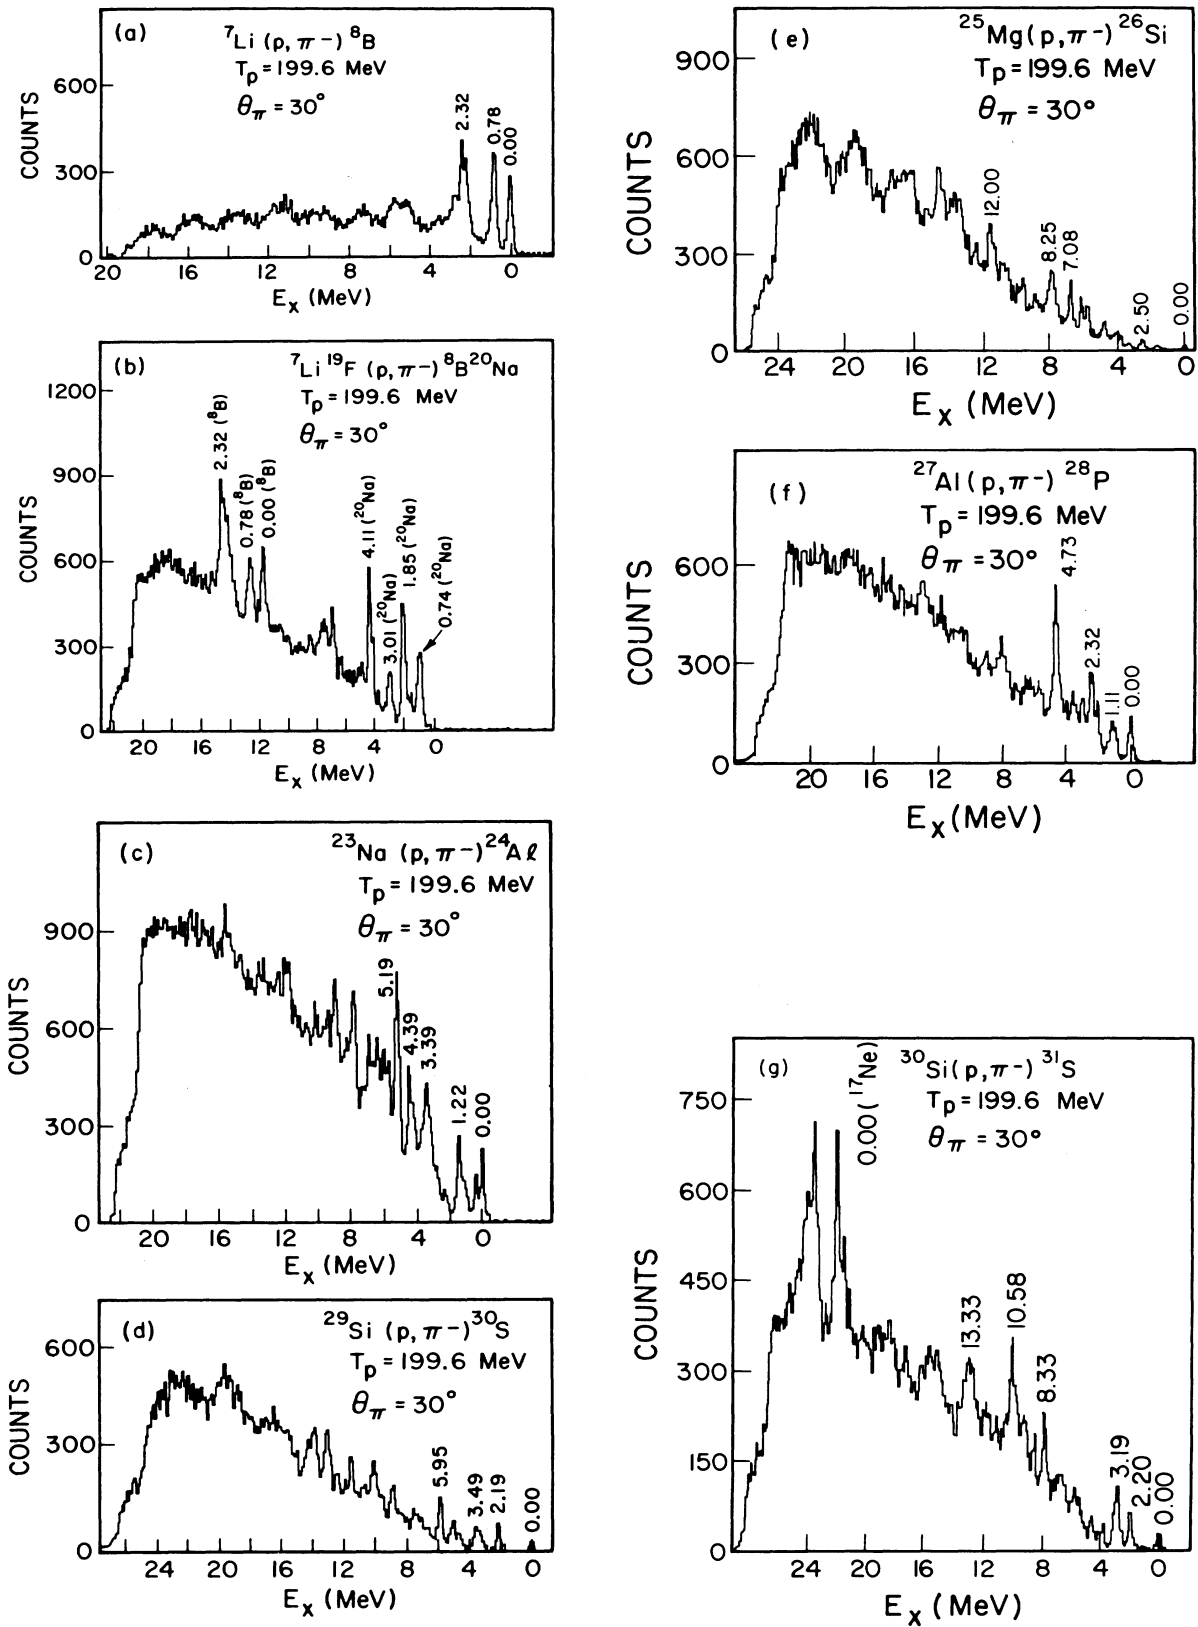 (a)
⁷Li (p, π−) ⁸B
Tp = 199.6 MeV
θπ = 30°
COUNTS
600
300
0
2.32
0.78
0.00
20 16 12 8 4 0
Ex (MeV)
(b)
⁷Li ¹⁹F (p, π−) ⁸B ²⁰Na
Tp = 199.6 MeV
θπ = 30°
COUNTS
1200
900
600
300
0
2.32 (⁸B)
0.78 (⁸B)
0.00 (⁸B)
4.11 (²⁰Na)
3.01 (²⁰Na)
1.85 (²⁰Na)
0.74 (²⁰Na)
20 16 12 8 4 0
Ex (MeV)
(c)
²³Na (p, π−) ²⁴Aℓ
Tp = 199.6 MeV
θπ = 30°
COUNTS
900
600
300
0
5.19
4.39
3.39
1.22
0.00
20 16 12 8 4 0
Ex (MeV)
(d)
²⁹Si (p, π−) ³⁰S
Tp = 199.6 MeV
θπ = 30°
COUNTS
600
300
0
5.95
3.49
2.19
0.00
24 20 16 12 8 4 0
Ex (MeV)
(e)
²⁵Mg (p, π−) ²⁶Si
Tp = 199.6 MeV
θπ = 30°
COUNTS
900
600
300
0
12.00
8.25
7.08
2.50
0.00
24 20 16 12 8 4 0
Ex (MeV)
(f)
²⁷Al (p, π−) ²⁸P
Tp = 199.6 MeV
θπ = 30°
COUNTS
600
300
0
4.73
2.32
1.11
0.00
20 16 12 8 4 0
Ex (MeV)
(g)
³⁰Si (p, π−) ³¹S
Tp = 199.6 MeV
θπ = 30°
COUNTS
750
600
450
300
150
0
0.00 (¹⁷Ne)
13.33
10.58
8.33
3.19
2.20
0.00
24 20 16 12 8 4 0
Ex (MeV)